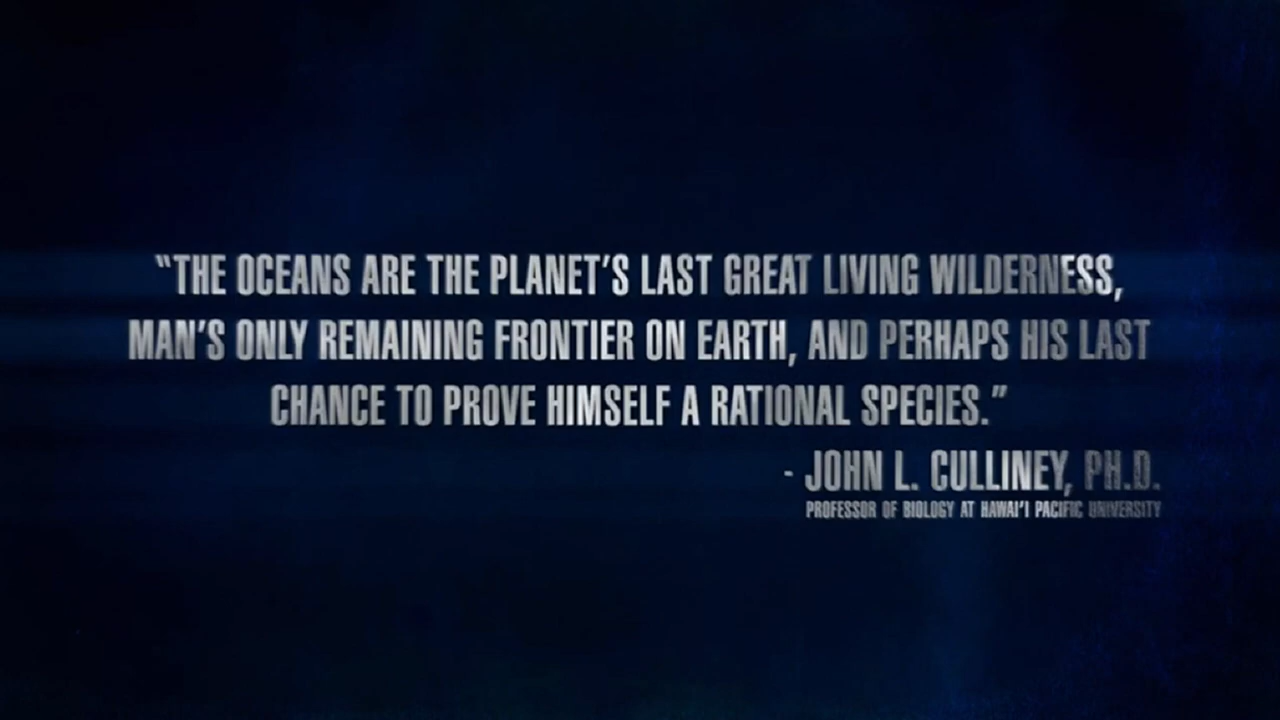 “THE OCEANS ARE THE PLANET’S LAST GREAT LIVING WILDERNESS,
MAN’S ONLY REMAINING FRONTIER ON EARTH, AND PERHAPS HIS LAST
CHANCE TO PROVE HIMSELF A RATIONAL SPECIES.”
- JOHN L. CULLINEY, PH.D.
PROFESSOR OF BIOLOGY AT HAWAI’I PACIFIC UNIVERSITY